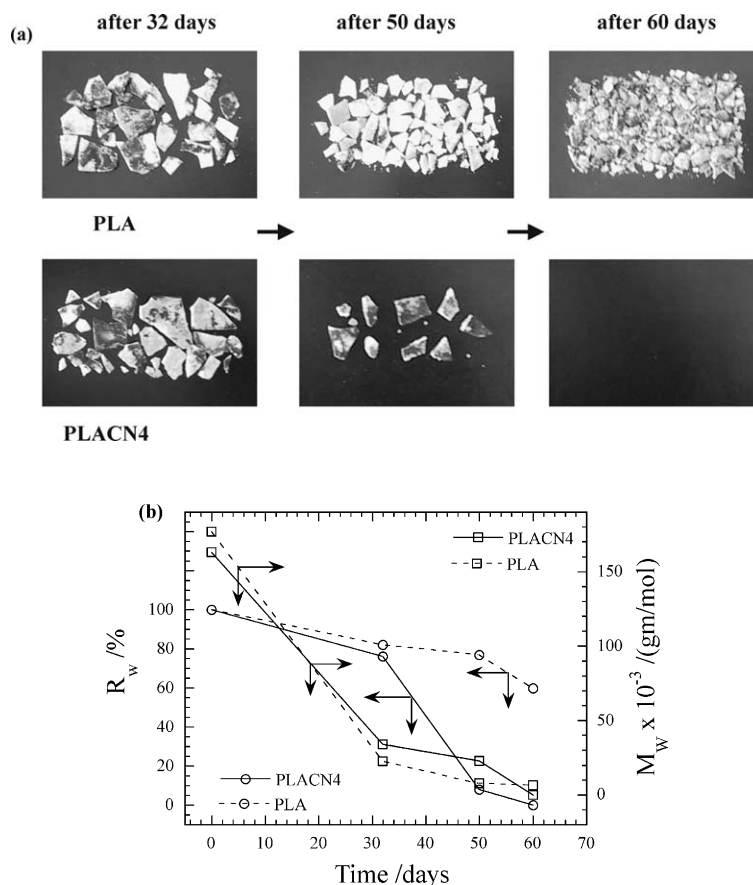 (a)
after 32 days after 50 days after 60 days
PLA
PLACN4
(b)
PLACN4
PLA
R_w /%
100
80
60
40
20
0
150
100
50
0
M_w x 10^-3 /(gm/mol)
PLACN4
PLA
0 10 20 30 40 50 60 70
Time /days